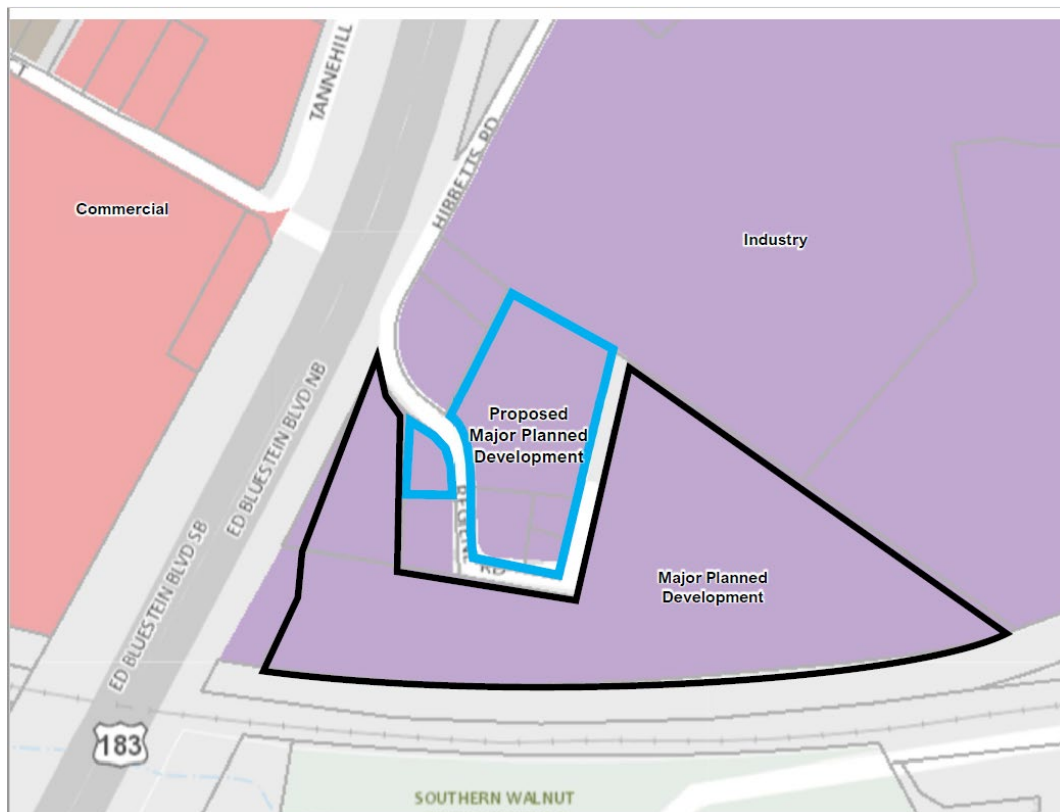 TANNEHILL
HIBBETTS RD
Commercial
Industry
Proposed
Major Planned
Development
ED BLUESTEIN BLVD NB
ED BLUESTEIN BLVD SB
RD
Major Planned
Development
183
SOUTHERN WALNUT